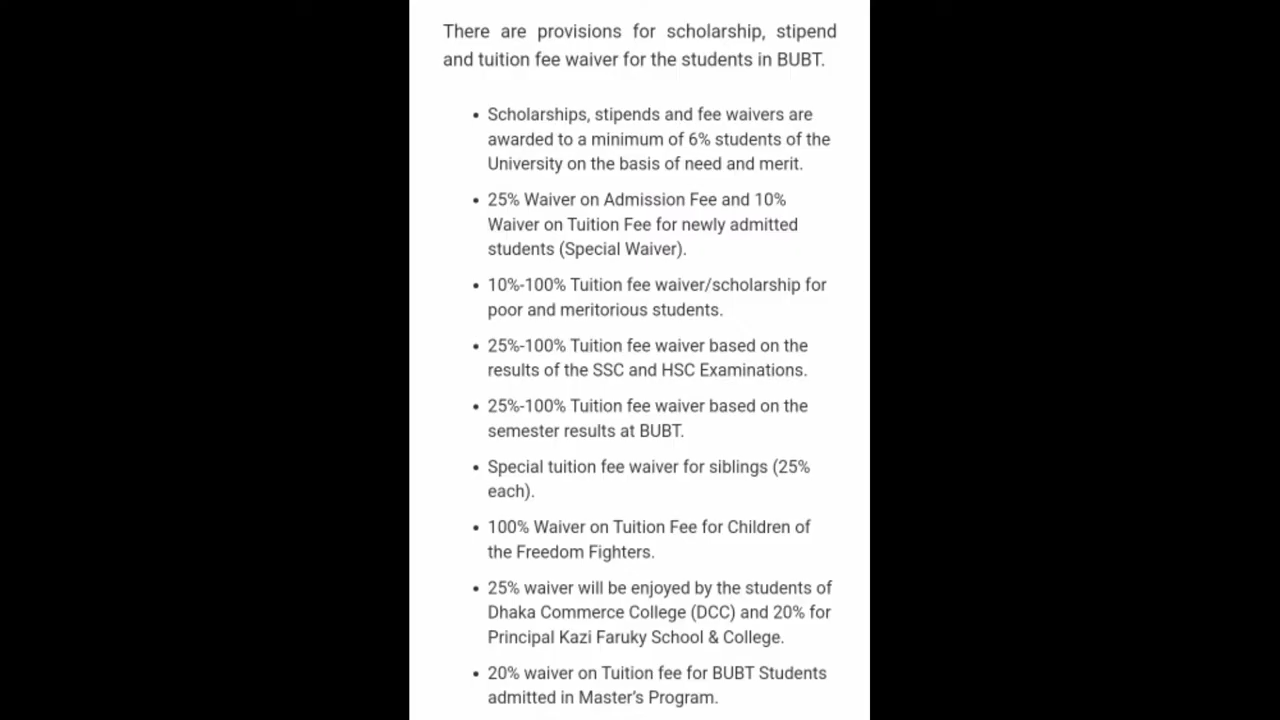 There are provisions for scholarship, stipend
and tuition fee waiver for the students in BUBT.
• Scholarships, stipends and fee waivers are
awarded to a minimum of 6% students of the
University on the basis of need and merit.
• 25% Waiver on Admission Fee and 10%
Waiver on Tuition Fee for newly admitted
students (Special Waiver).
• 10%-100% Tuition fee waiver/scholarship for
poor and meritorious students.
• 25%-100% Tuition fee waiver based on the
results of the SSC and HSC Examinations.
• 25%-100% Tuition fee waiver based on the
semester results at BUBT.
• Special tuition fee waiver for siblings (25%
each).
• 100% Waiver on Tuition Fee for Children of
the Freedom Fighters.
• 25% waiver will be enjoyed by the students of
Dhaka Commerce College (DCC) and 20% for
Principal Kazi Faruky School & College.
• 20% waiver on Tuition fee for BUBT Students
admitted in Master's Program.